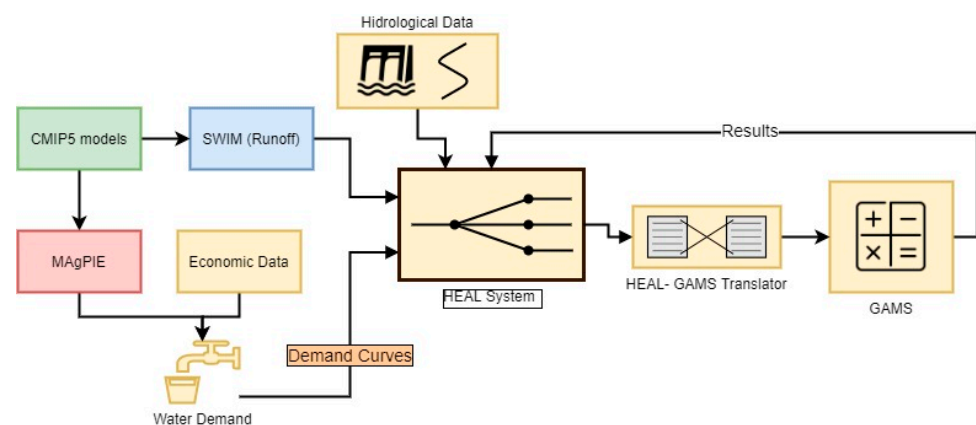 Hidrological Data
CMIP5 models
SWIM (Runoff)
Results
MAgPIE
Economic Data
HEAL System
HEAL- GAMS Translator
GAMS
Demand Curves
Water Demand